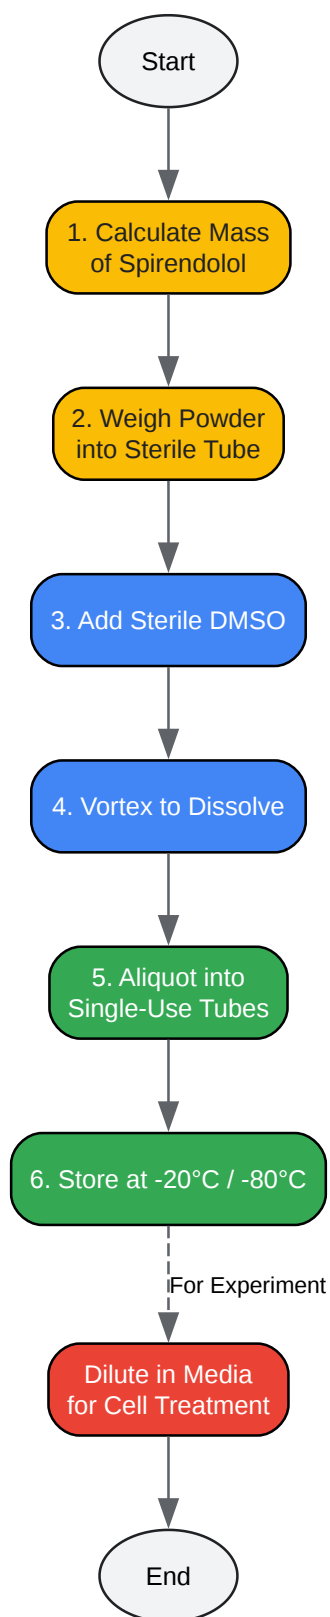 Start
1. Calculate Mass
of Spirendolol
2. Weigh Powder
into Sterile Tube
3. Add Sterile DMSO
4. Vortex to Dissolve
5. Aliquot into
Single-Use Tubes
6. Store at -20°C / -80°C
For Experiment
Dilute in Media
for Cell Treatment
End